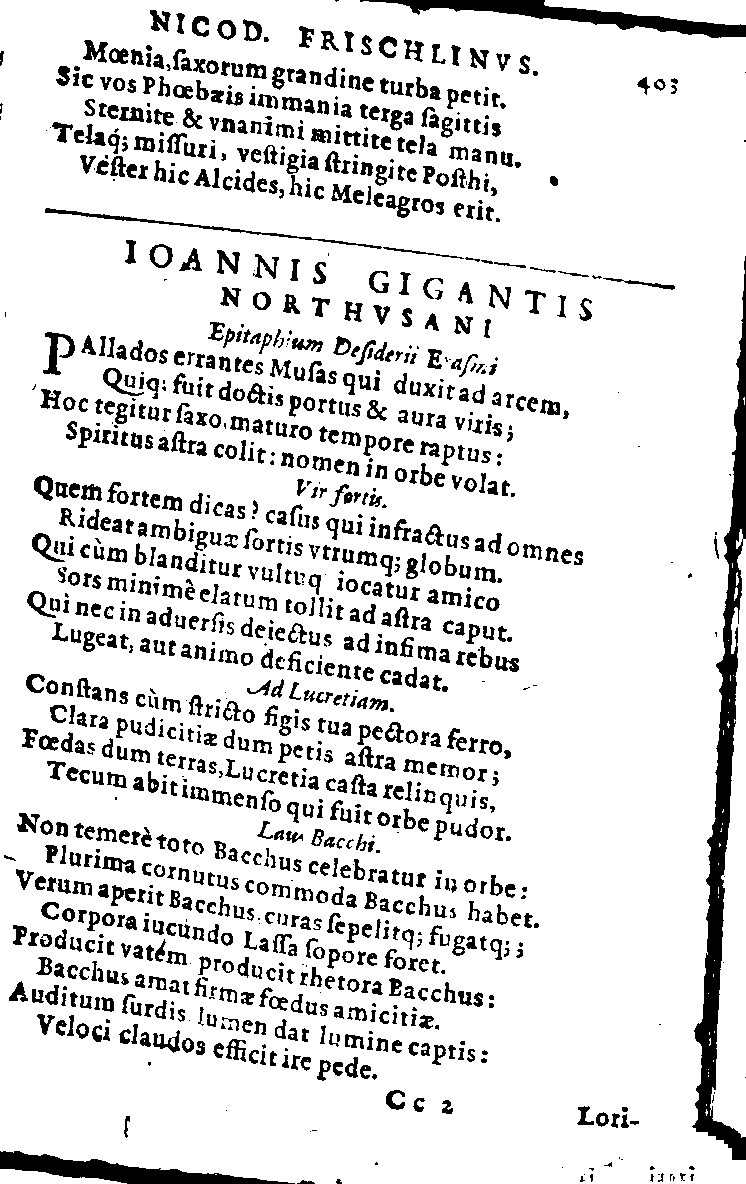 NICOD. FRISCHLINVS. 403
Mœnia, ſaxorum grandine turba petit.
Sic vos Phœbæis immania terga ſagittis
Sternite & vnanimi mittite tela manu.
Telaq́; miſſuri, veſtigia ſtringite Poſthi,
Veſter hic Alcides, hic Meleagros erit.
IOANNIS GIGANTIS
NORTHVSANI
Epitaphium Deſiderii Eraſmi
PAllados errantes Muſas qui duxit ad arcem,
Quiq; fuit doctis portus & aura viris;
Hoc tegitur ſaxo, maturo tempore raptus:
Spiritus aſtra colit: nomen in orbe volat.
Vir fortis.
Quem fortem dicas? caſus qui infractus ad omnes
Rideat ambiguæ ſortis vtrumq; globum.
Qui cùm blanditur vultuq iocatur amico
Sors minimè elatum tollit ad aſtra caput.
Qui nec in aduerſis deiectus ad infima rebus
Lugeat, aut animo deficiente cadat.
Ad Lucretiam.
Conſtans cùm ſtricto figis tua pectora ferro,
Clara pudicitiæ dum petis aſtra memor;
Fœdas dum terras, Lucretia caſta relinquis,
Tecum abit immenſo qui fuit orbe pudor.
Laus Bacchi.
Non temerè toto Bacchus celebratur in orbe:
Plurima cornutus commoda Bacchus habet.
Verum aperit Bacchus, curas ſepelitq; fugatq; ;
Corpora iucundo Laſſa ſopore foret.
Producit vatém producit rhetora Bacchus:
Bacchus amat firmæ fœdus amicitiæ.
Auditum ſurdis lumen dat lumine captis:
Veloci claudos efficit ire pede.
Cc 2 Lori-